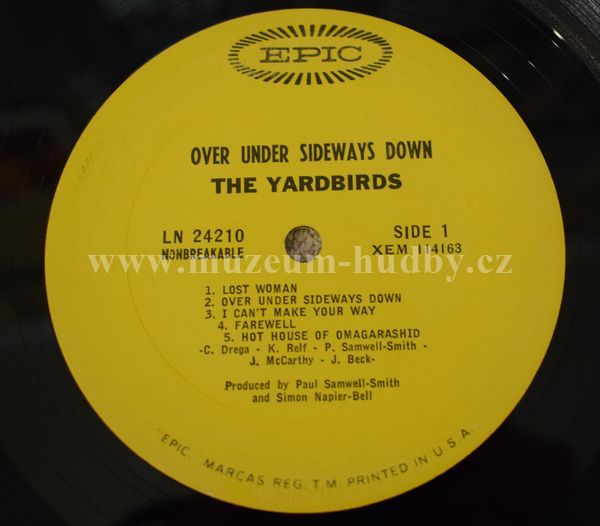 EPIC
OVER UNDER SIDEWAYS DOWN
THE YARDBIRDS
LN 24210
NONBREAKABLE
SIDE 1
XEM 114163
www.muzeum-hudby.cz
1. LOST WOMAN
2. OVER UNDER SIDEWAYS DOWN
3. I CAN'T MAKE YOUR WAY
4. FAREWELL
5. HOT HOUSE OF OMAGARASHID
-C. Drega - K. Relf - P. Samwell-Smith -
J. McCarthy - J. Beck-
Produced by Paul Samwell-Smith
and Simon Napier-Bell
"EPIC". MARCAS REG. T.M. PRINTED IN U.S.A.